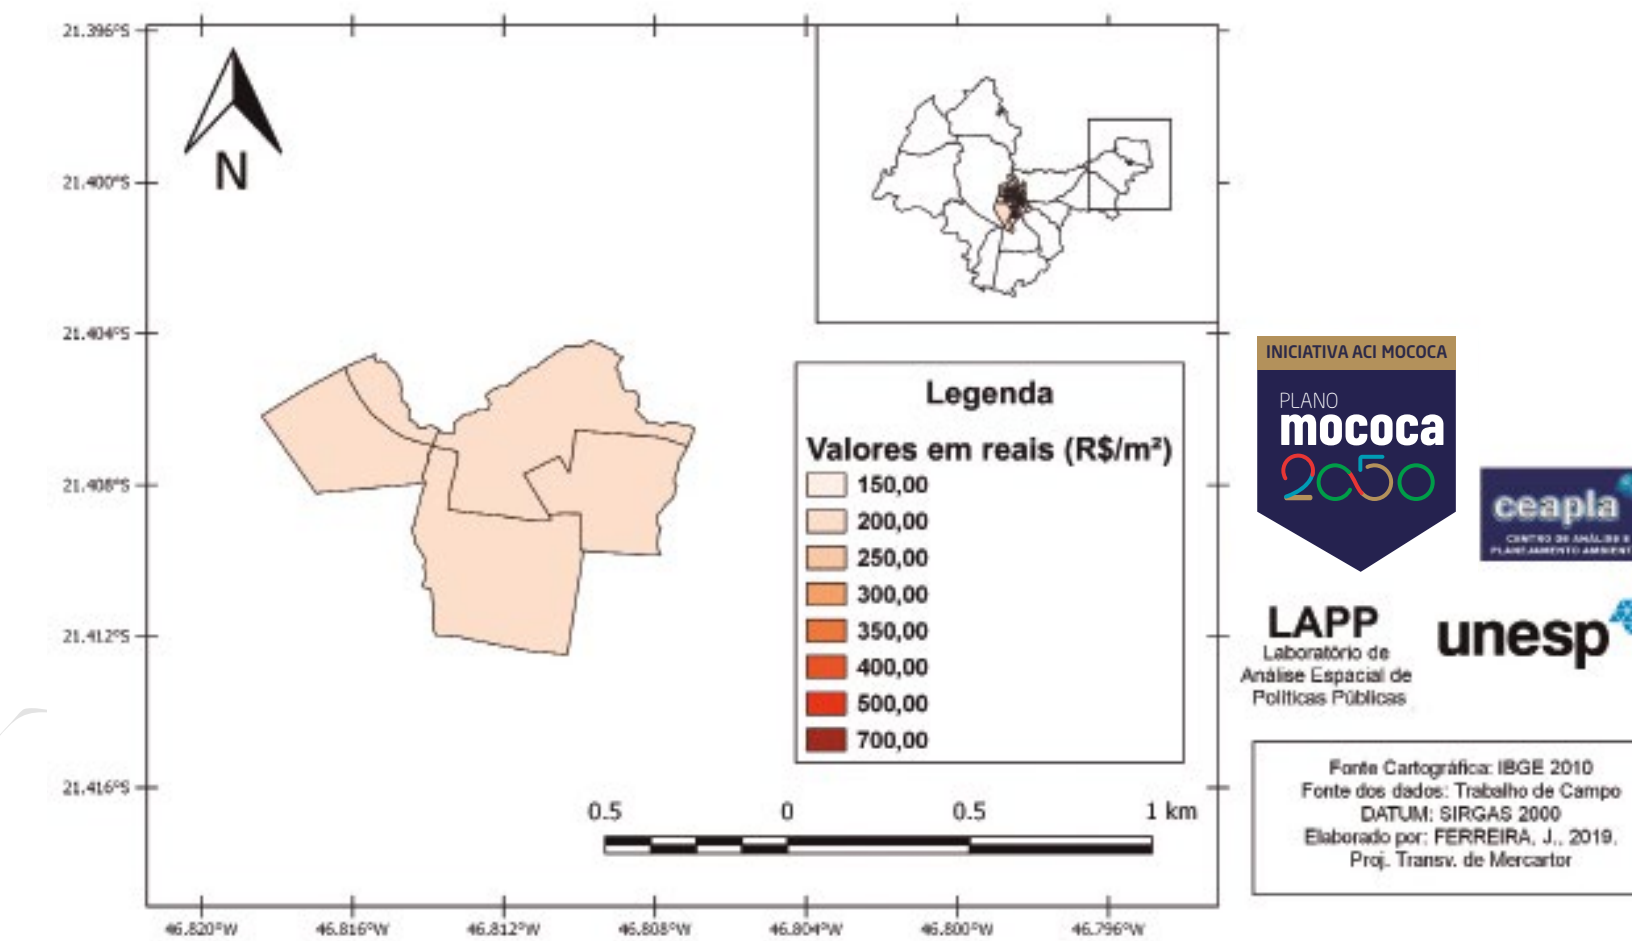 21.396°S
N
21.400°S
21.404°S
21.408°S
21.412°S
21.416°S
Legenda
Valores em reais (R$/m²)
150,00
200,00
250,00
300,00
350,00
400,00
500,00
700,00
0.5 0 0.5 1 km
46.820°W 46.816°W 46.812°W 46.808°W 46.804°W 46.800°W 46.796°W
INICIATIVA ACI MOCOCA
PLANO
mococa
2050
ceapla
CENTRO DE ANÁLISE E
PLANEJAMENTO
LAPP
Laboratório de
Análise Espacial de
Políticas Públicas
unesp
Fonte Cartográfica: IBGE 2010
Fonte dos dados: Trabalho de Campo
DATUM: SIRGAS 2000
Elaborado por: FERREIRA, J., 2019.
Proj. Transv. de Mercartor